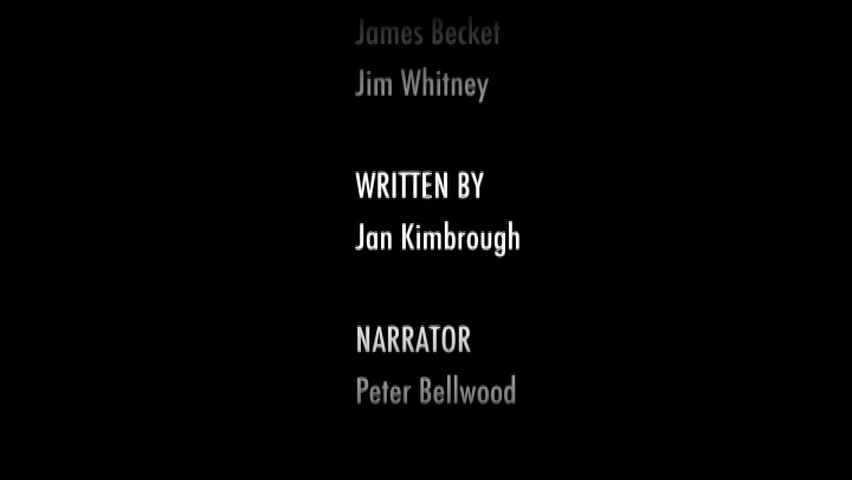 James Becket
Jim Whitney
WRITTEN BY
Jan Kimbrough
NARRATOR
Peter Bellwood